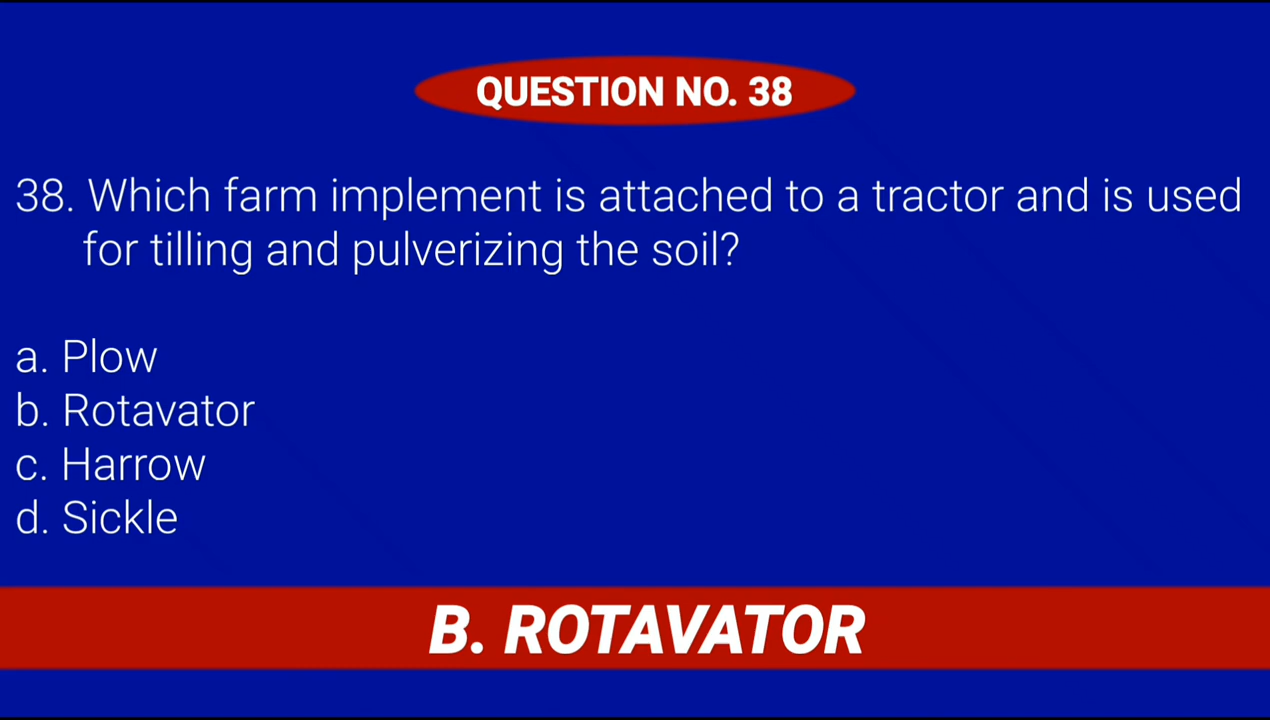 QUESTION NO. 38
38. Which farm implement is attached to a tractor and is used
for tilling and pulverizing the soil?
a. Plow
b. Rotavator
c. Harrow
d. Sickle
B. ROTAVATOR